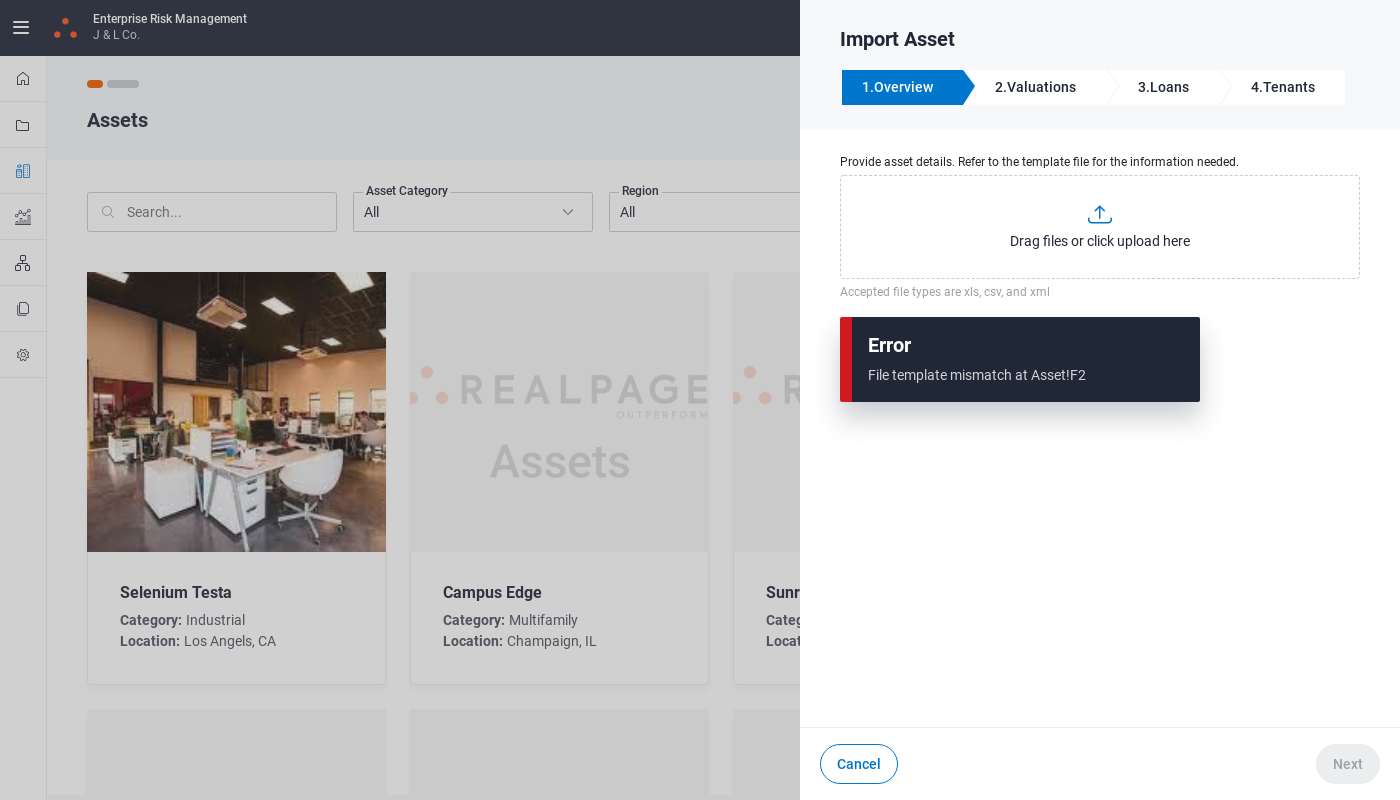 Enterprise Risk Management
J & L Co.
Assets
Search...
Asset Category
All
Region
All
REALPAGE
OUTPERFORM
Assets
R
Selenium Testa
Category: Industrial
Location: Los Angels, CA
Campus Edge
Category: Multifamily
Location: Champaign, IL
Sunr
Categ
Locat
Import Asset
1.Overview
2.Valuations
3.Loans
4.Tenants
Provide asset details. Refer to the template file for the information needed.
Drag files or click upload here
Accepted file types are xls, csv, and xml
Error
File template mismatch at Asset!F2
Cancel
Next